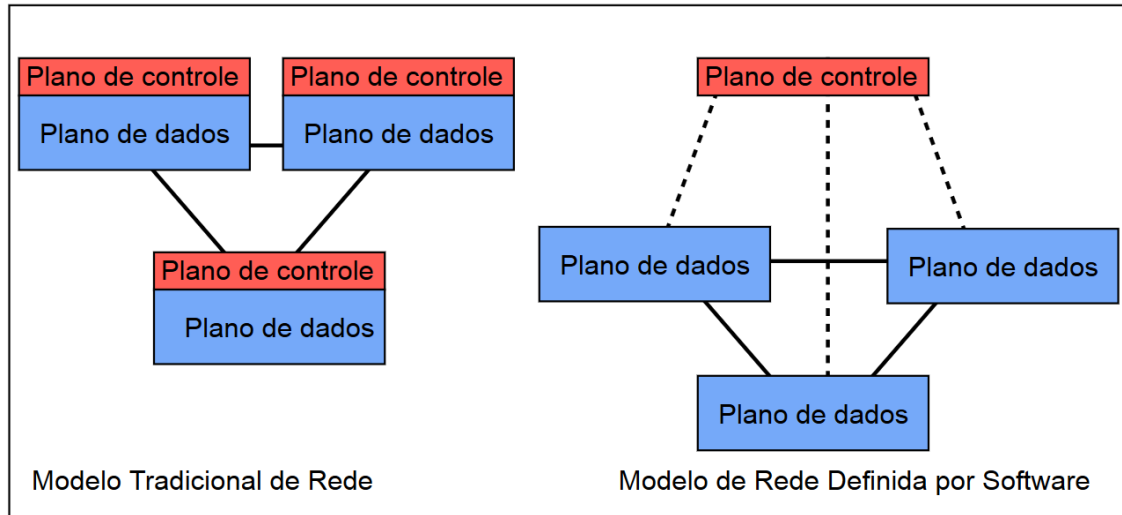 Plano de controle
Plano de dados
Plano de controle
Plano de dados
Plano de controle
Plano de dados
Modelo Tradicional de Rede
Plano de controle
Plano de dados
Plano de dados
Plano de dados
Modelo de Rede Definida por Software